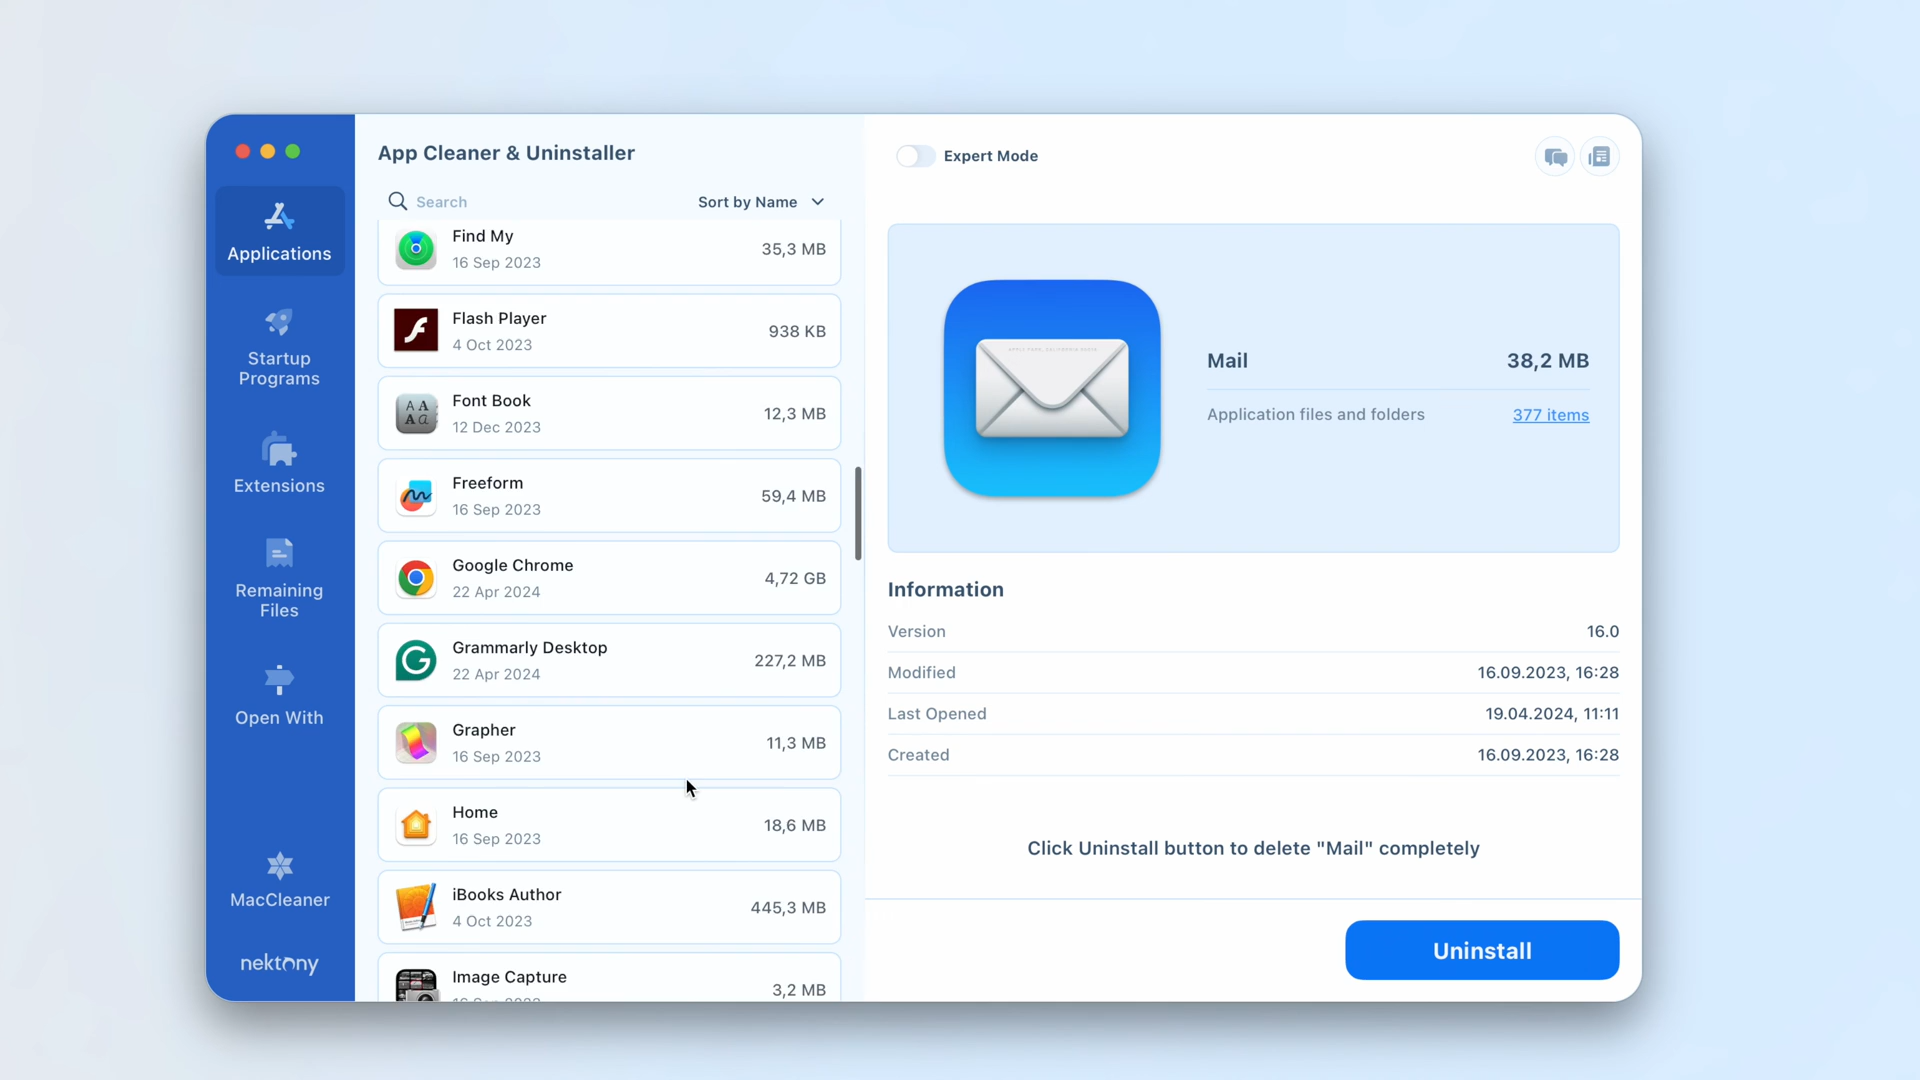 App Cleaner & Uninstaller
Search
Sort by Name
Applications
Startup
Programs
Extensions
Remaining
Files
Open With
MacCleaner
nektony
Find My
16 Sep 2023
35,3 MB
Flash Player
4 Oct 2023
938 KB
Font Book
12 Dec 2023
12,3 MB
Freeform
16 Sep 2023
59,4 MB
Google Chrome
22 Apr 2024
4,72 GB
Grammarly Desktop
22 Apr 2024
227,2 MB
Grapher
16 Sep 2023
11,3 MB
Home
16 Sep 2023
18,6 MB
iBooks Author
4 Oct 2023
445,3 MB
Image Capture
3,2 MB
Expert Mode
Mail
38,2 MB
Application files and folders
377 items
Information
Version
16.0
Modified
16.09.2023, 16:28
Last Opened
19.04.2024, 11:11
Created
16.09.2023, 16:28
Click Uninstall button to delete "Mail" completely
Uninstall